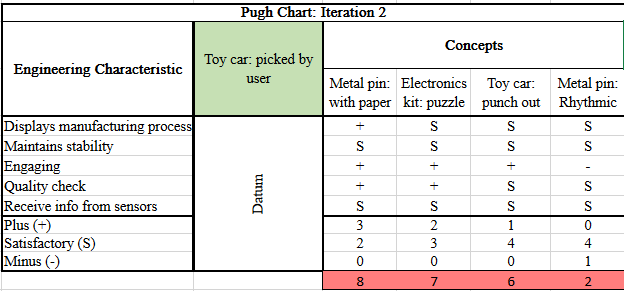 Pugh Chart: Iteration 2
Engineering Characteristic
Toy car: picked by
user
Concepts
Metal pin: Electronics Toy car: Metal pin:
with paper kit: puzzle punch out Rhythmic
Displays manufacturing process + S S S
Maintains stability S S S S
Engaging + + + -
Quality check + + S S
Receive info from sensors S S S S
Datum
Plus (+) 3 2 1 0
Satisfactory (S) 2 3 4 4
Minus (-) 0 0 0 1
8 7 6 2